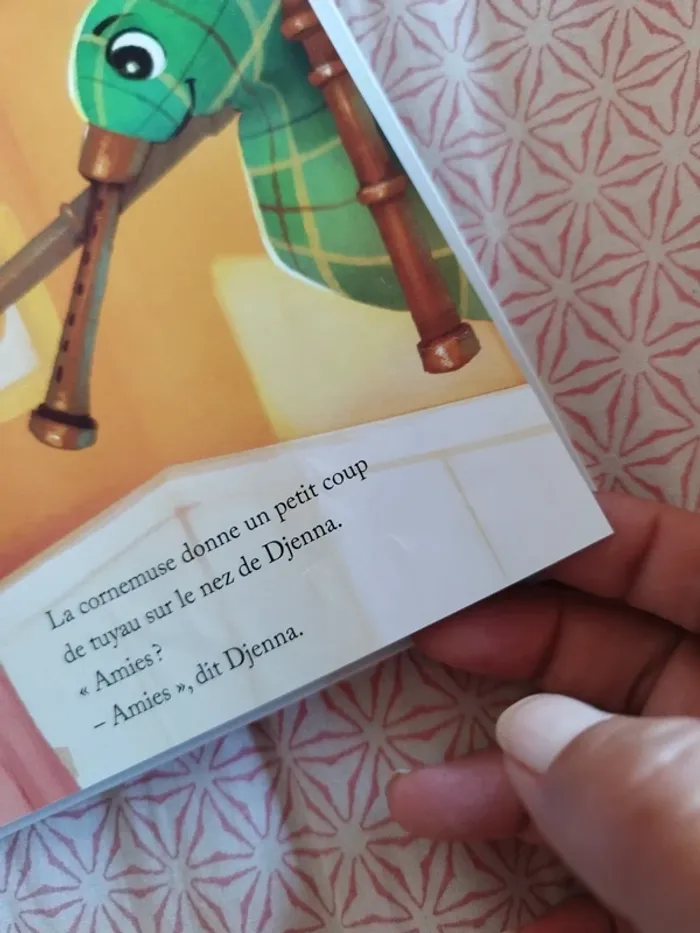 La cornemuse donne un petit coup
de tuyau sur le nez de Djenna.
« Amies?
– Amies », dit Djenna.